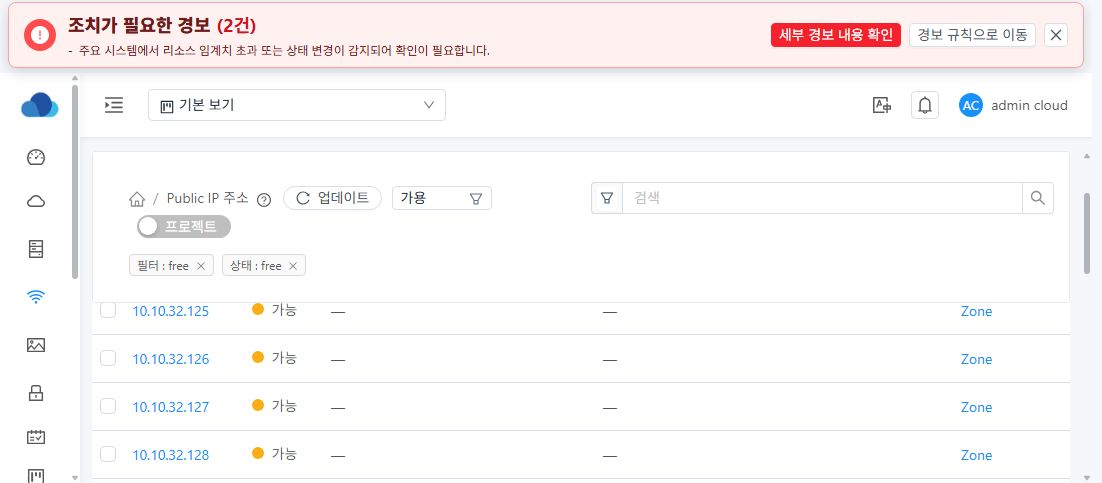 조치가 필요한 경보 (2건)
- 주요 시스템에서 리소스 임계치 초과 또는 상태 변경이 감지되어 확인이 필요합니다.
세부 경보 내용 확인
경보 규칙으로 이동
기본 보기
AC admin cloud
/ Public IP 주소
업데이트
가용
검색
프로젝트
필터 : free
상태 : free
10.10.32.125 가능 — — Zone
10.10.32.126 가능 — — Zone
10.10.32.127 가능 — — Zone
10.10.32.128 가능 — — Zone